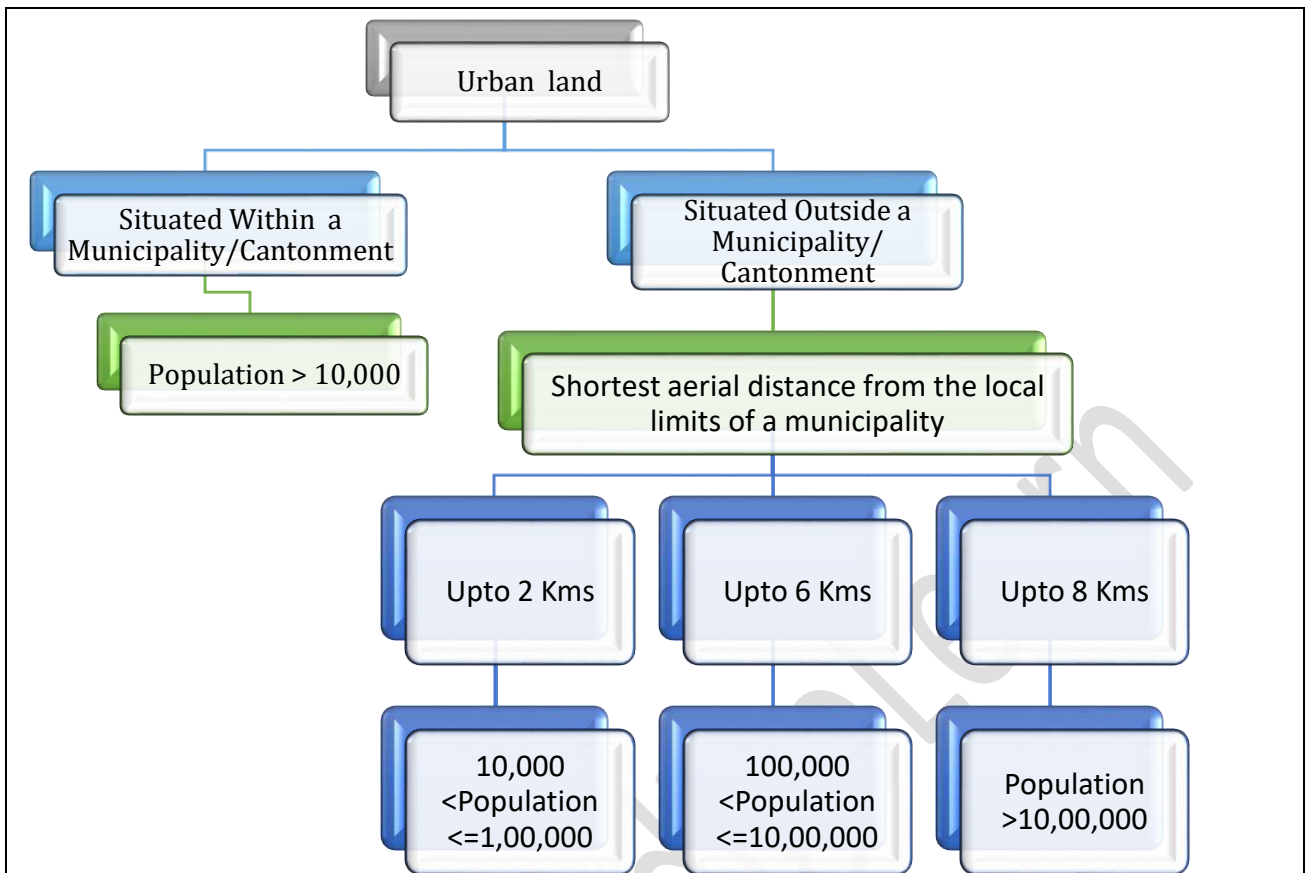 Urban land
Situated Within a
Municipality/Cantonment
Situated Outside a
Municipality/
Cantonment
Population > 10,000
Shortest aerial distance from the local
limits of a municipality
Upto 2 Kms
Upto 6 Kms
Upto 8 Kms
10,000
<Population
<=1,00,000
100,000
<Population
<=10,00,000
Population
>10,00,000